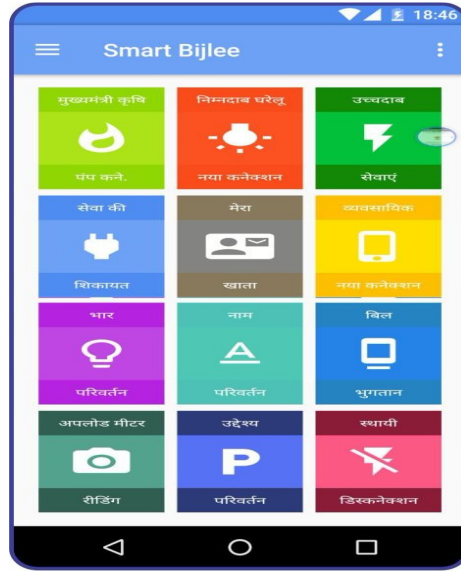 18:46
Smart Bijlee
मुख्यमंत्री कृषि
पंप कने.
निम्नदाब घरेलू
नया कनेक्शन
उच्चदाब
सेवाएं
सेवा की
शिकायत
मेरा
खाता
व्यवसायिक
नया कनेक्शन
भार
परिवर्तन
नाम
A
परिवर्तन
बिल
भुगतान
अपलोड मीटर
रीडिंग
उद्देश्य
P
परिवर्तन
स्थायी
डिस्कनेक्शन